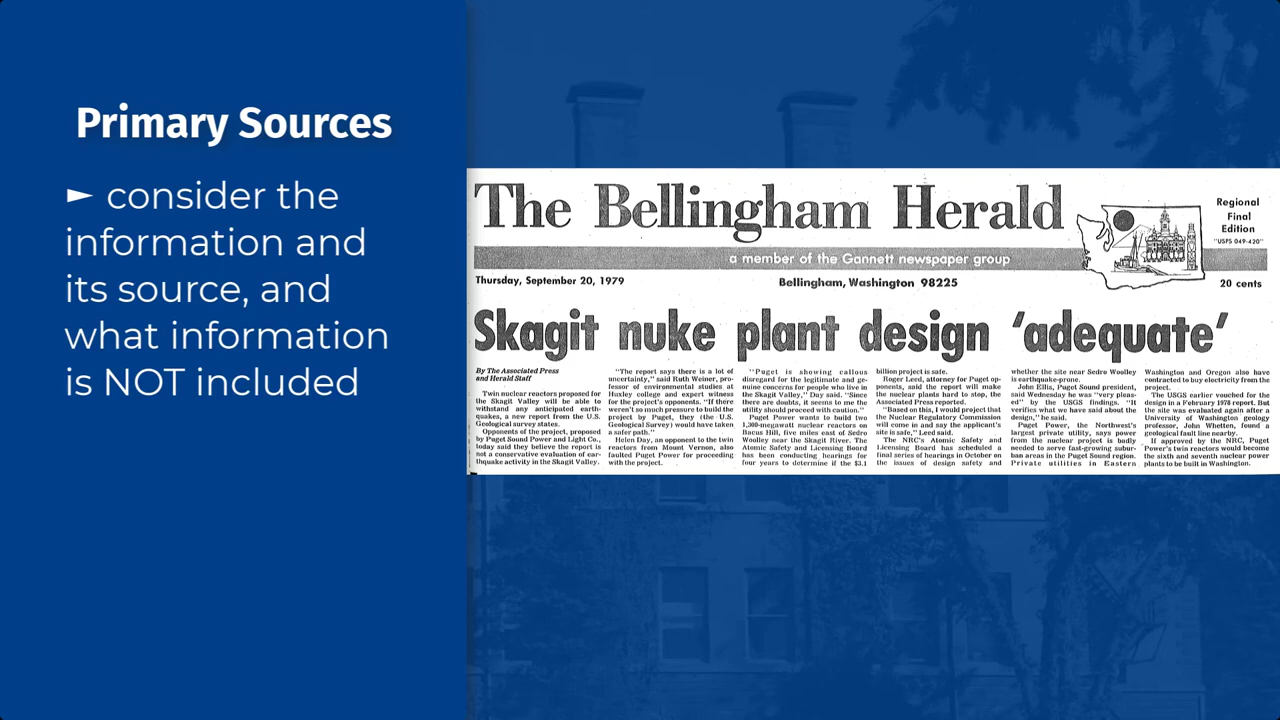 Primary Sources
► consider the
information and
its source, and
what information
is NOT included
The Bellingham Herald
Regional
Final
Edition
"USPS 049-420"
a member of the Gannett newspaper group
Thursday, September 20, 1979
Bellingham, Washington 98225
20 cents
Skagit nuke plant design 'adequate'
By The Associated Press
and Herald Staff
Twin nuclear reactors proposed for
the Skagit Valley will be able to
withstand any anticipated earth-
quakes, a new report from the U.S.
Geological survey states.
Opponents of the project, proposed
by Puget Sound Power and Light Co.,
today said they believe the report is
not a conservative evaluation of ear-
thquake activity in the Skagit Valley.
"The report says there is a lot of
uncertainty," said Ruth Weiner, pro-
fessor of environmental studies at
Huxley college and expert witness
for the project's opponents. "If there
weren't so much pressure to build the
project by Puget, they (the U.S.
Geological Survey) would have taken
a safer path."
Helen Day, an opponent to the twin
reactors from Mount Vernon, also
faulted Puget Power for proceeding
with the project.
"Puget is showing callous
disregard for the legitimate and ge-
nuine concerns for people who live in
the Skagit Valley," Day said. "Since
there are doubts, it seems to me the
utility should proceed with caution."
Puget Power wants to build two
1,300-megawatt nuclear reactors on
Bacus Hill, five miles east of Sedro
Woolley near the Skagit River. The
Atomic Safety and Licensing Board
has been conducting hearings for
four years to determine if the $3.1
billion project is safe.
Roger Leed, attorney for Puget op-
ponents, said the report will make
the nuclear plants hard to stop, the
Associated Press reported.
"Based on this, I would project that
the Nuclear Regulatory Commission
will come in and say the applicant's
site is safe," Leed said.
The NRC's Atomic Safety and
Licensing Board has scheduled a
final series of hearings in October on
the issues of design safety and
whether the site near Sedro Woolley
is earthquake-prone.
John Ellis, Puget Sound president,
said Wednesday he was "very pleas-
ed" by the USGS findings. "It
verifies what we have said about the
design," he said.
Puget Power, the Northwest's
largest private utility, says power
from the nuclear project is badly
needed to serve fast-growing subur-
ban areas in the Puget Sound region.
Private utilities in Eastern
Washington and Oregon also have
contracted to buy electricity from the
project.
The USGS earlier vouched for the
design in a February 1978 report. But
the site was evaluated again after a
University of Washington geology
professor, John Whetten, found a
geological fault line nearby.
If approved by the NRC, Puget
Power's twin reactors would become
the sixth and seventh nuclear power
plants to be built in Washington.